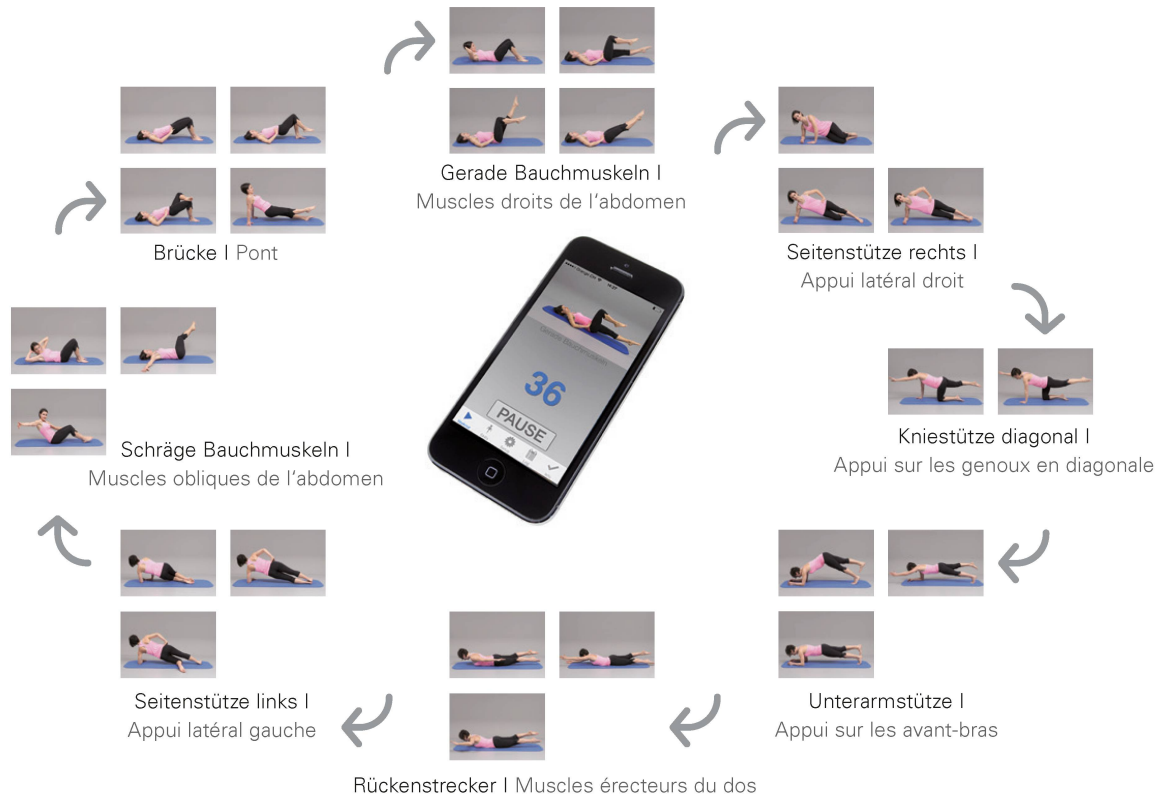 Gerade Bauchmuskeln I
Muscles droits de l'abdomen
Brücke I Pont
Seitenstütze rechts I
Appui latéral droit
Gerade Bauchmuskeln
36
PAUSE
Kniestütze diagonal I
Appui sur les genoux en diagonale
Schräge Bauchmuskeln I
Muscles obliques de l'abdomen
Seitenstütze links I
Appui latéral gauche
Unterarmstütze I
Appui sur les avant-bras
Rückenstrecker I Muscles érecteurs du dos